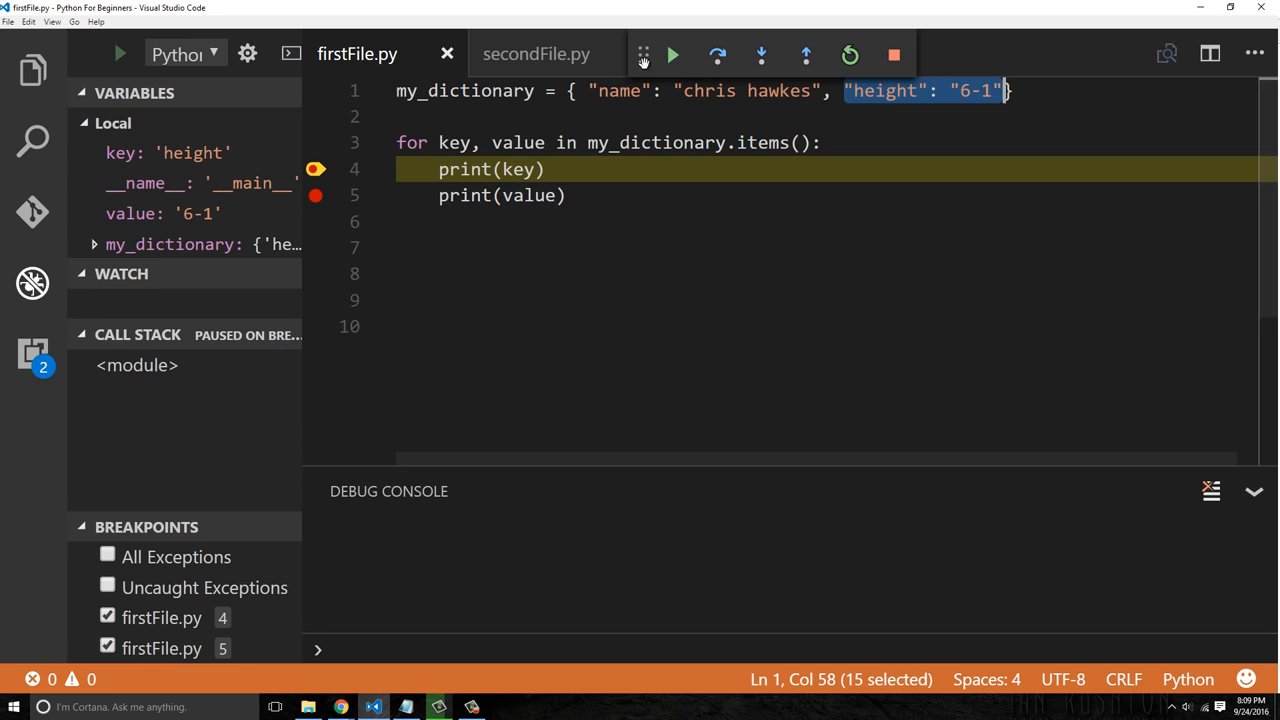 firstFile.py - Python For Beginners - Visual Studio Code
File Edit View Go Help
Pythor
firstFile.py
secondFile.py
VARIABLES
Local
key: 'height'
__name__: '__main__'
value: '6-1'
my_dictionary: {'he...
WATCH
CALL STACK PAUSED ON BRE...
<module>
BREAKPOINTS
All Exceptions
Uncaught Exceptions
firstFile.py 4
firstFile.py 5
2
1 my_dictionary = { "name": "chris hawkes", "height": "6-1"}
2
3 for key, value in my_dictionary.items():
4 print(key)
5 print(value)
6
7
8
9
10
DEBUG CONSOLE
0 0
Ln 1, Col 58 (15 selected) Spaces: 4 UTF-8 CRLF Python
I'm Cortana. Ask me anything.
8:09 PM
9/24/2016